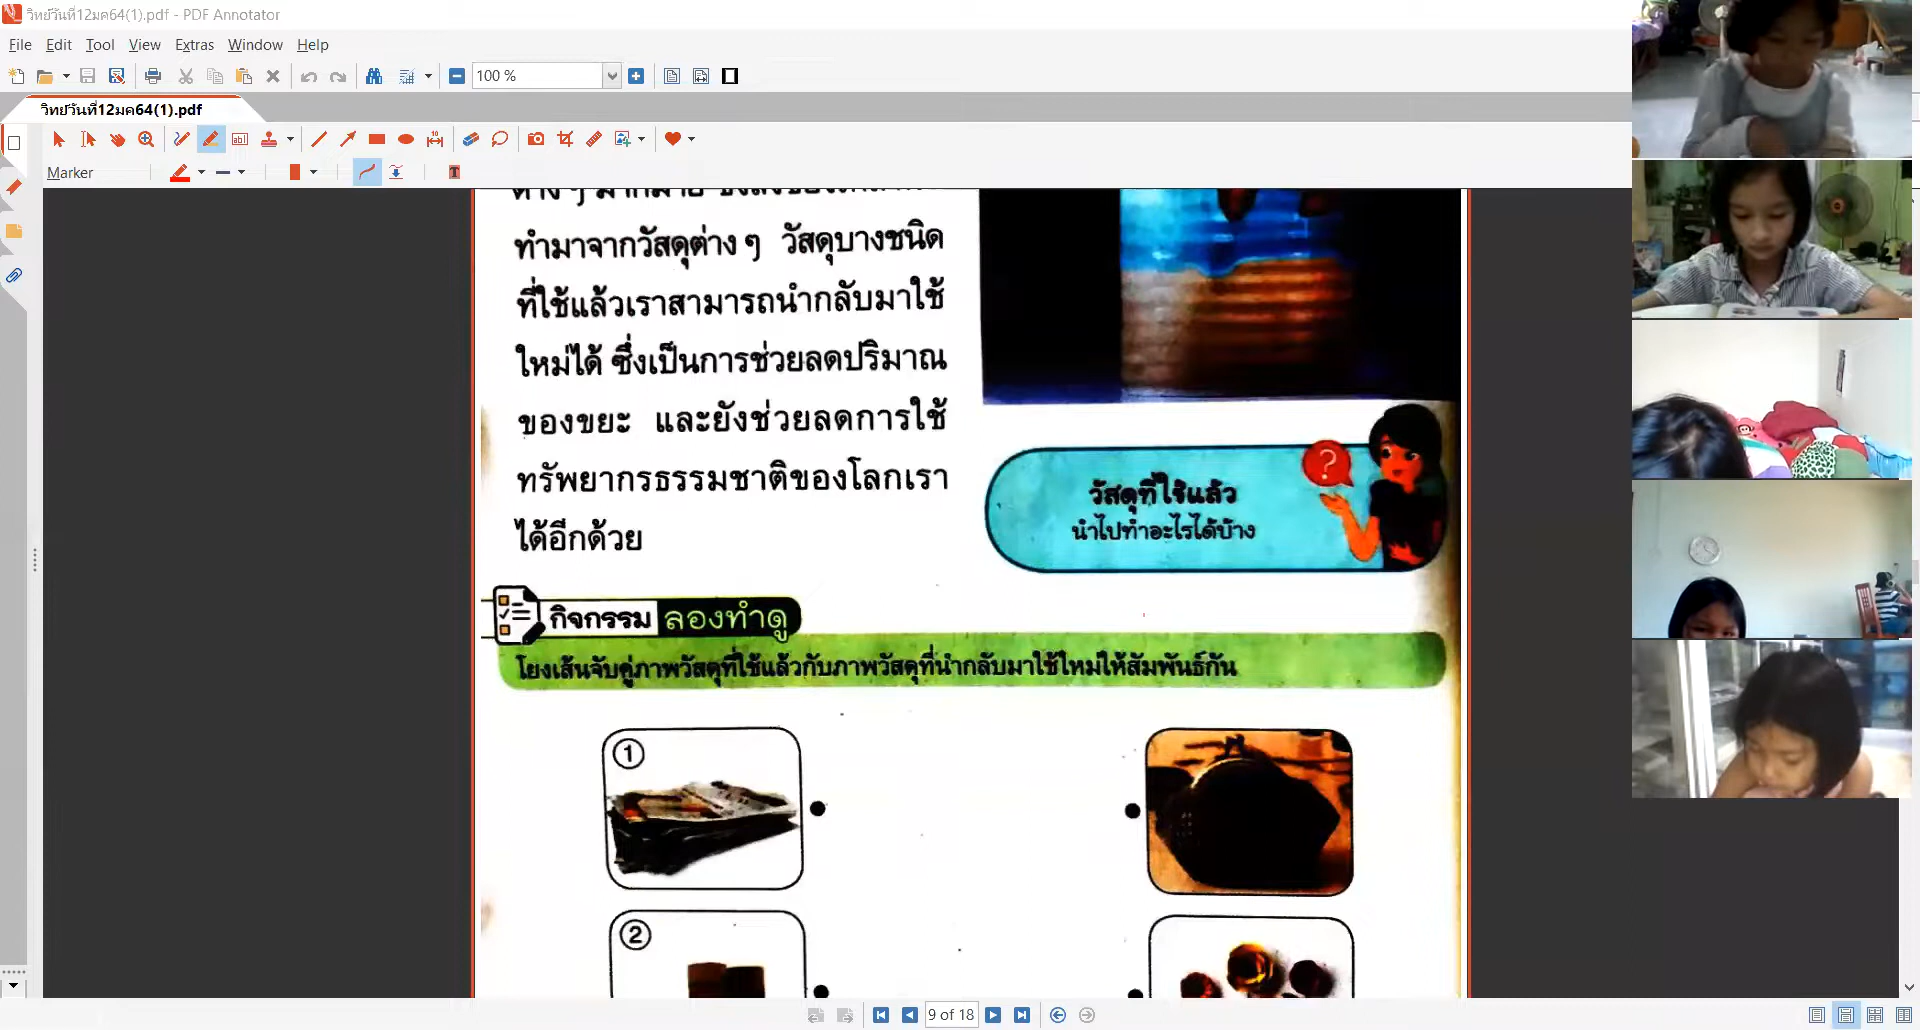 วิทย์วันที่12มค64(1).pdf - PDF Annotator
File Edit Tool View Extras Window Help
100 %
วิทย์วันที่12มค64(1).pdf
Marker
ทำมาจากวัสดุต่าง ๆ วัสดุบางชนิด
ที่ใช้แล้วเราสามารถนำกลับมาใช้
ใหม่ได้ ซึ่งเป็นการช่วยลดปริมาณ
ของขยะ และยังช่วยลดการใช้
ทรัพยากรธรรมชาติของโลกเรา
ได้อีกด้วย
?
วัสดุที่ใช้แล้ว
นำไปทำอะไรได้บ้าง
กิจกรรม ลองทำดู
โยงเส้นจับคู่ภาพวัสดุที่ใช้แล้วกับภาพวัสดุที่นำกลับมาใช้ใหม่ให้สัมพันธ์กัน
1
2
9 of 18